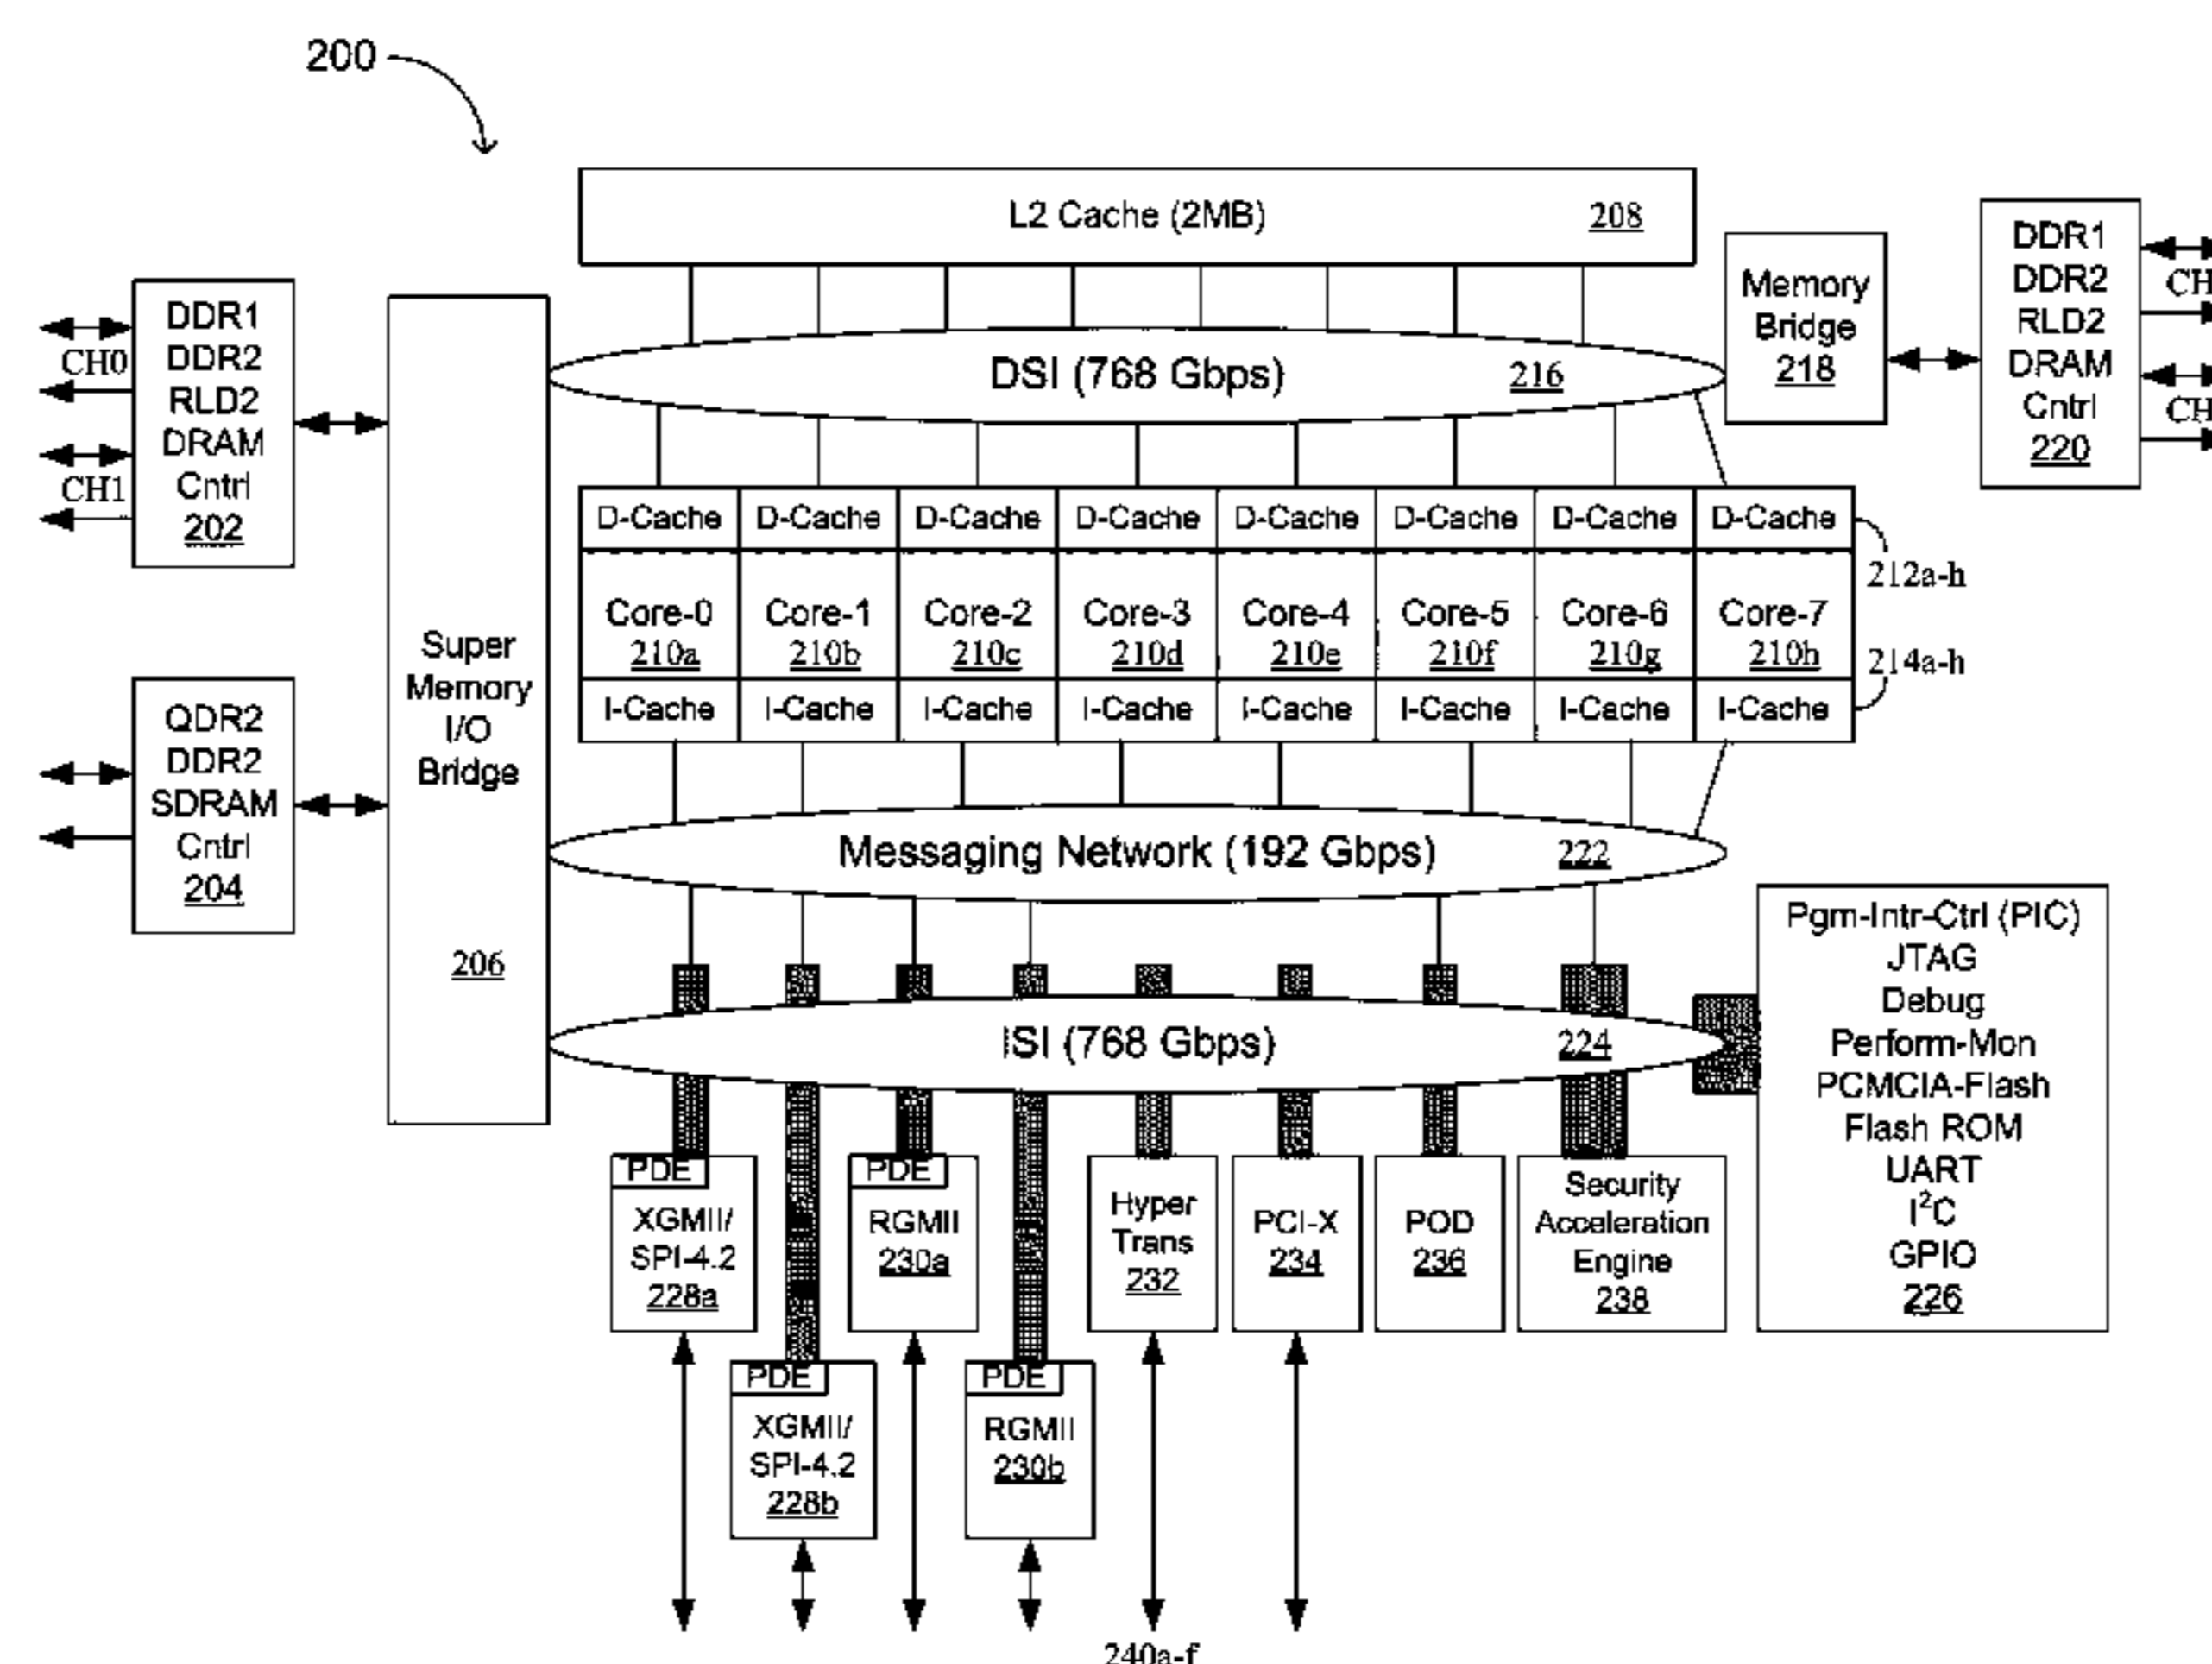 200
L2 Cache (2MB) 208
DDR1
DDR2
RLD2
DRAM
Cntrl
202
CH0
CH1
QDR2
DDR2
SDRAM
Cntrl
204
Super
Memory
I/O
Bridge
206
DSI (768 Gbps) 216
Memory
Bridge
218
DDR1
DDR2
RLD2
DRAM
Cntrl
220
CH
CH
D-Cache D-Cache D-Cache D-Cache D-Cache D-Cache D-Cache D-Cache
212a-h
Core-0 Core-1 Core-2 Core-3 Core-4 Core-5 Core-6 Core-7
210a 210b 210c 210d 210e 210f 210g 210h
214a-h
I-Cache I-Cache I-Cache I-Cache I-Cache I-Cache I-Cache I-Cache
Messaging Network (192 Gbps) 222
ISI (768 Gbps) 224
Pgm-Intr-Ctrl (PIC)
JTAG
Debug
Perform-Mon
PCMCIA-Flash
Flash ROM
UART
I²C
GPIO
226
PDE
XGMII/
SPI-4.2
228a
PDE
RGMII
230a
Hyper
Trans
232
PCI-X
234
POD
236
Security
Acceleration
Engine
238
PDE
XGMII/
SPI-4.2
228b
PDE
RGMII
230b
240a-f